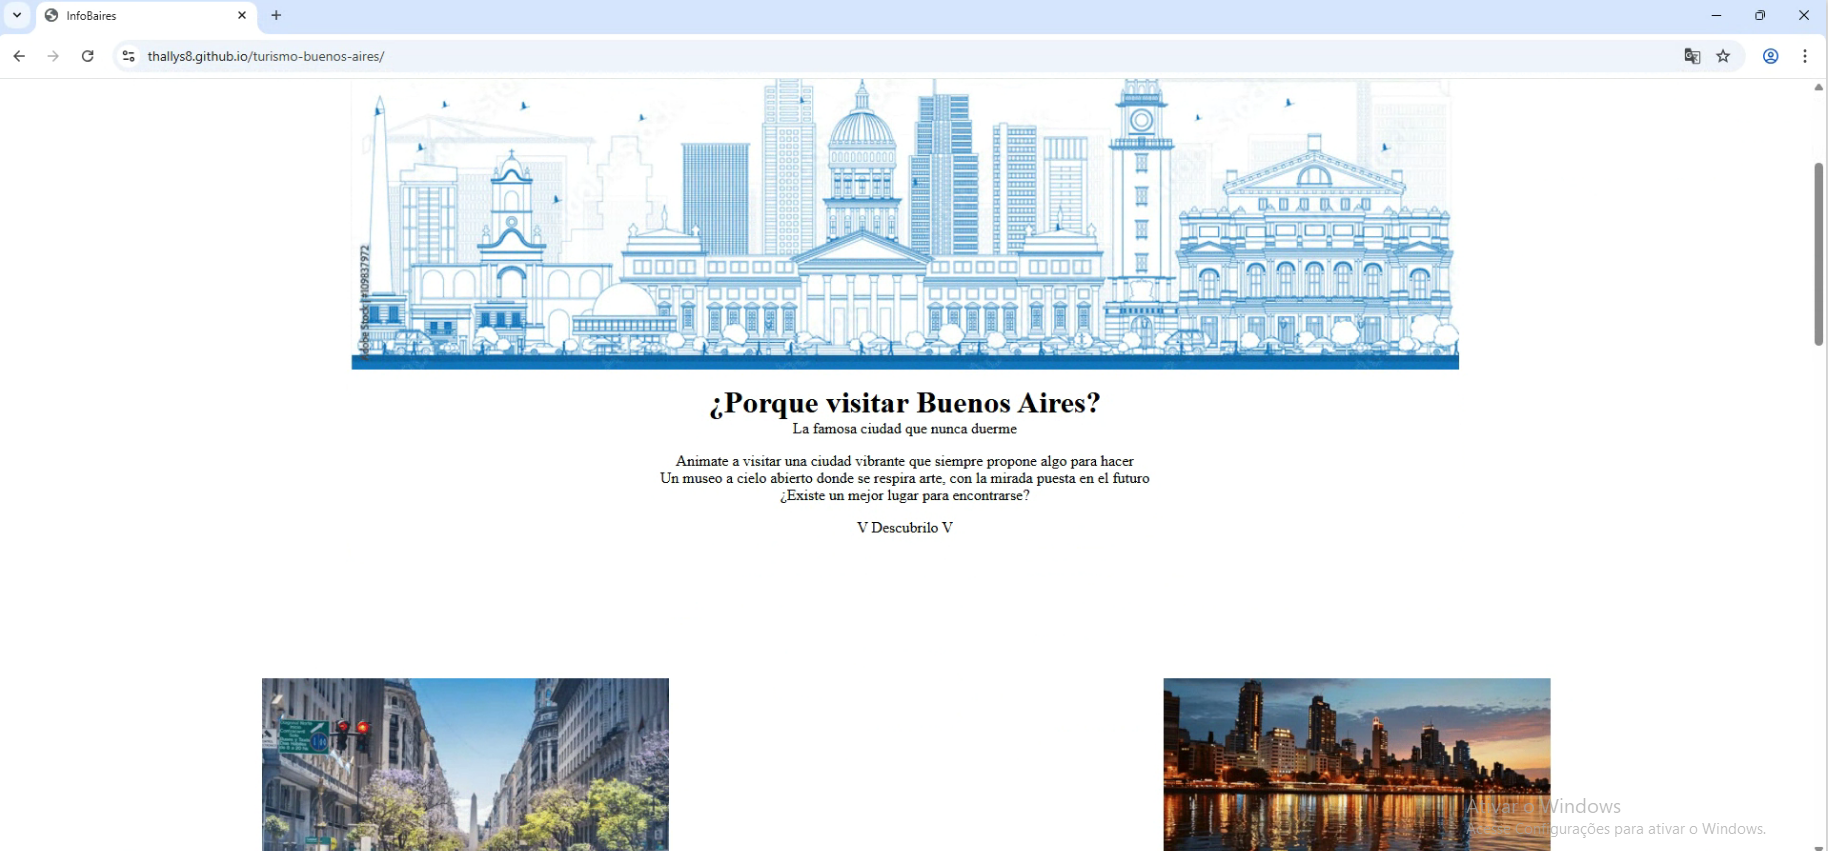 InfoBaires
thallys8.github.io/turismo-buenos-aires/
Adobe Stock | #109837972
¿Porque visitar Buenos Aires?
La famosa ciudad que nunca duerme
Animate a visitar una ciudad vibrante que siempre propone algo para hacer
Un museo a cielo abierto donde se respira arte, con la mirada puesta en el futuro
¿Existe un mejor lugar para encontrarse?
V Descubrilo V
Ativar o Windows
para ativar o Windows.